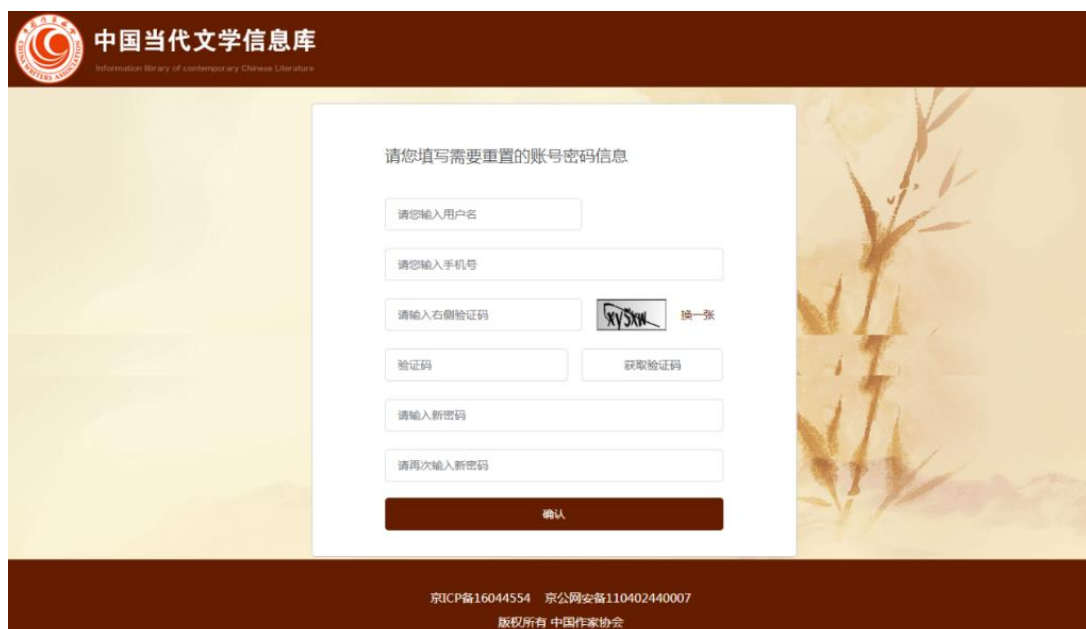 中国当代文学信息库
Information library of contemporary Chinese Literature
CHINA WRITERS ASSOCIATION
请您填写需要重置的账号密码信息
请您输入用户名
请您输入手机号
请输入右侧验证码
xy5xw
换一张
验证码
获取验证码
请输入新密码
请再次输入新密码
确认
京ICP备16044554 京公网安备110402440007
版权所有 中国作家协会